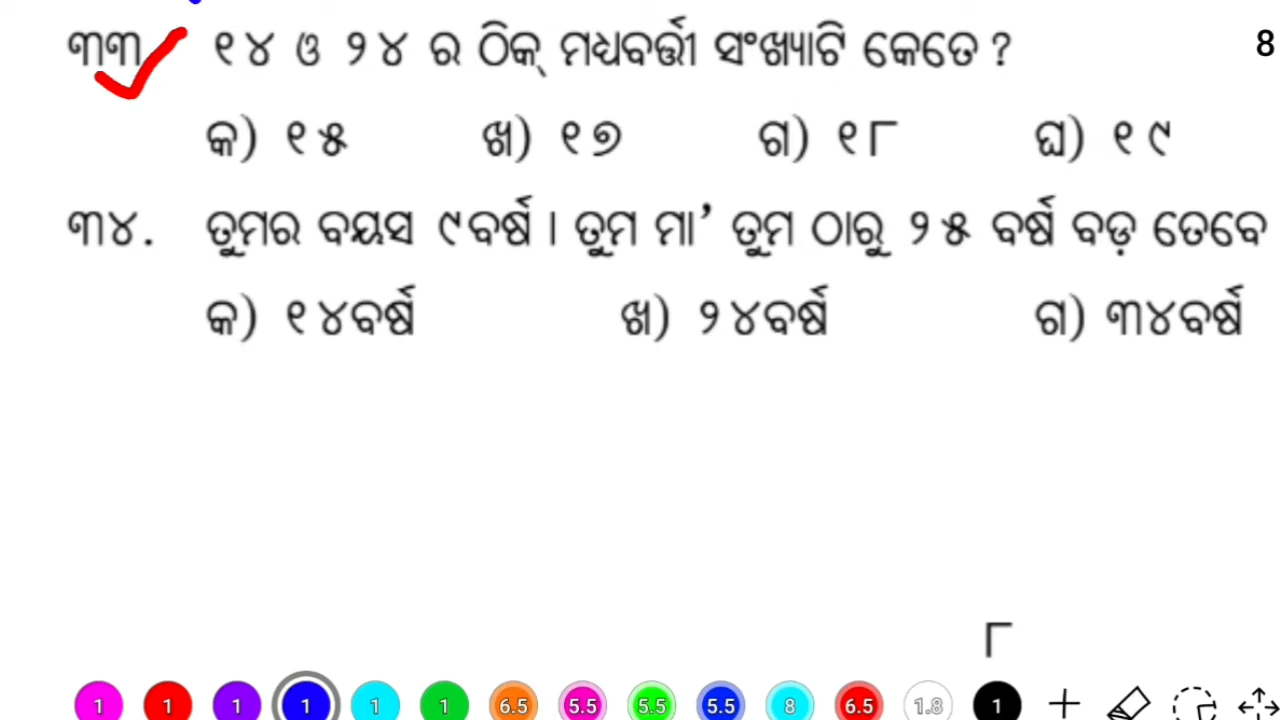 ୩୩ ୧୪ ଓ ୨୪ ର ଠିକ୍ ମଧ୍ୟବର୍ତ୍ତୀ ସଂଖ୍ୟାଟି କେତେ ? 8
କ) ୧୫ ଖ) ୧୭ ଗ) ୧୮ ଘ) ୧୯
୩୪. ତୁମର ବୟସ ୯ବର୍ଷ । ତୁମ ମା’ ତୁମ ଠାରୁ ୨୫ ବର୍ଷ ବଡ଼ ତେବେ
କ) ୧୪ବର୍ଷ ଖ) ୨୪ବର୍ଷ ଗ) ୩୪ବର୍ଷ
୮
1 1 1 1 1 1 6.5 5.5 5.5 5.5 8 6.5 1.8 1